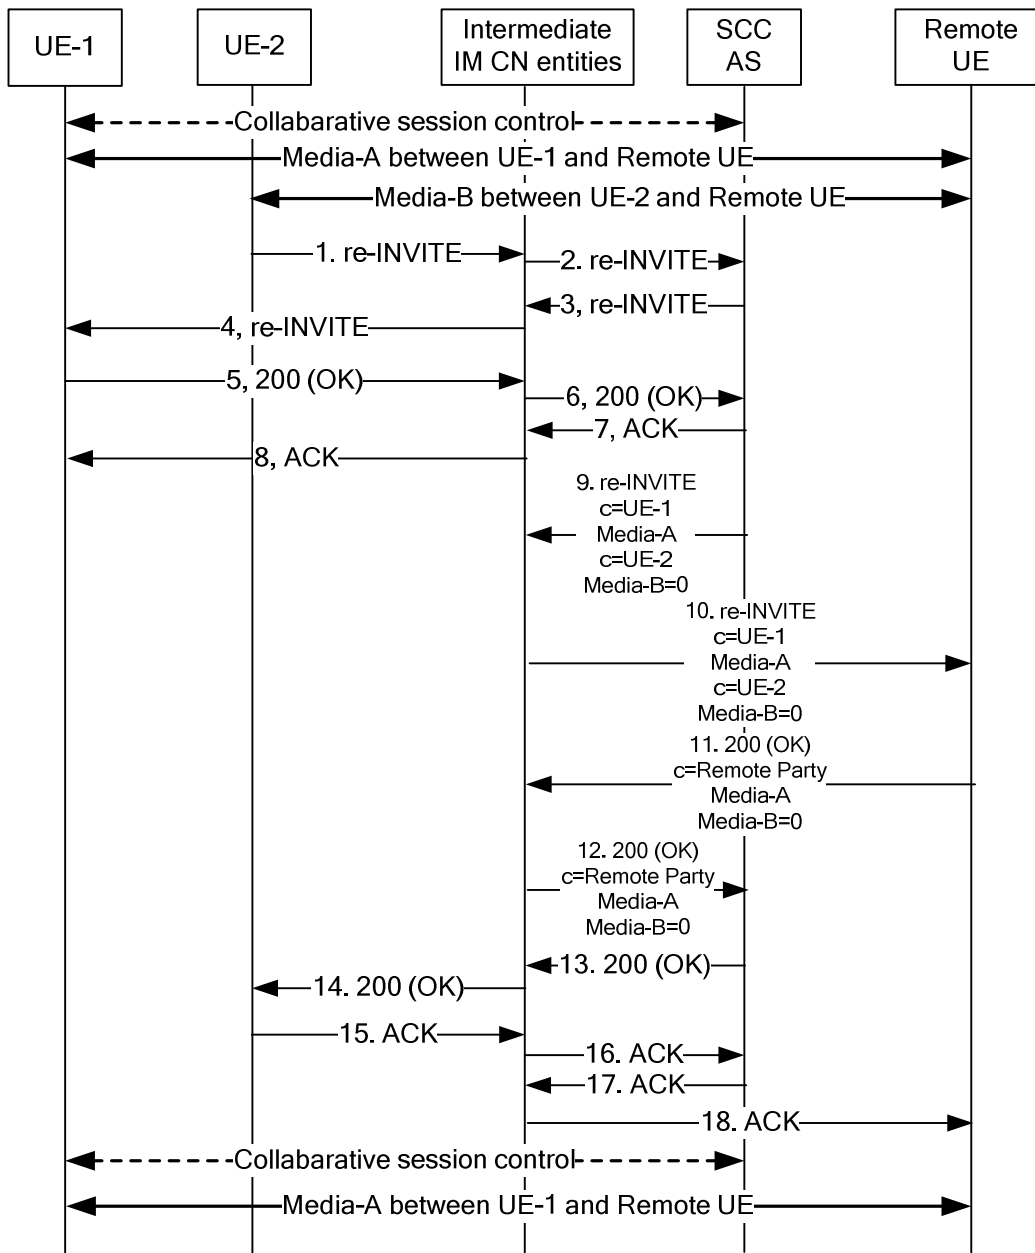 UE-1
UE-2
Intermediate
IM CN entities
SCC
AS
Remote
UE
Collabarative session control
Media-A between UE-1 and Remote UE
Media-B between UE-2 and Remote UE
1. re-INVITE
2. re-INVITE
3, re-INVITE
4, re-INVITE
5, 200 (OK)
6, 200 (OK)
7, ACK
8, ACK
9. re-INVITE
c=UE-1
Media-A
c=UE-2
Media-B=0
10. re-INVITE
c=UE-1
Media-A
c=UE-2
Media-B=0
11. 200 (OK)
c=Remote Party
Media-A
Media-B=0
12. 200 (OK)
c=Remote Party
Media-A
Media-B=0
13. 200 (OK)
14. 200 (OK)
15. ACK
16. ACK
17. ACK
18. ACK
Collabarative session control
Media-A between UE-1 and Remote UE